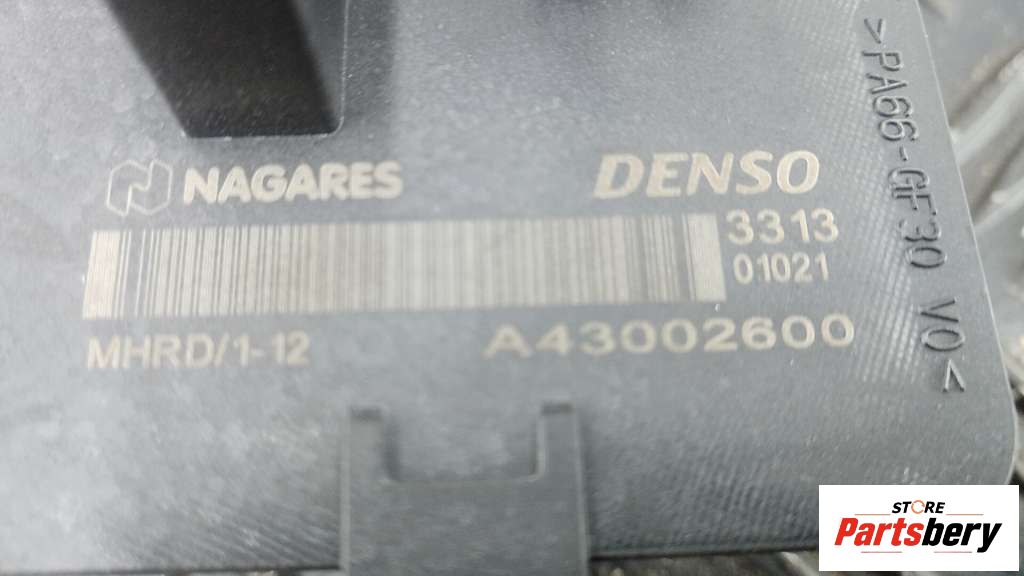 NAGARES
DENSO
3313
01021
MHRD/1-12
A43002600
>PA66-GF30 V0<
STORE
Partsbery